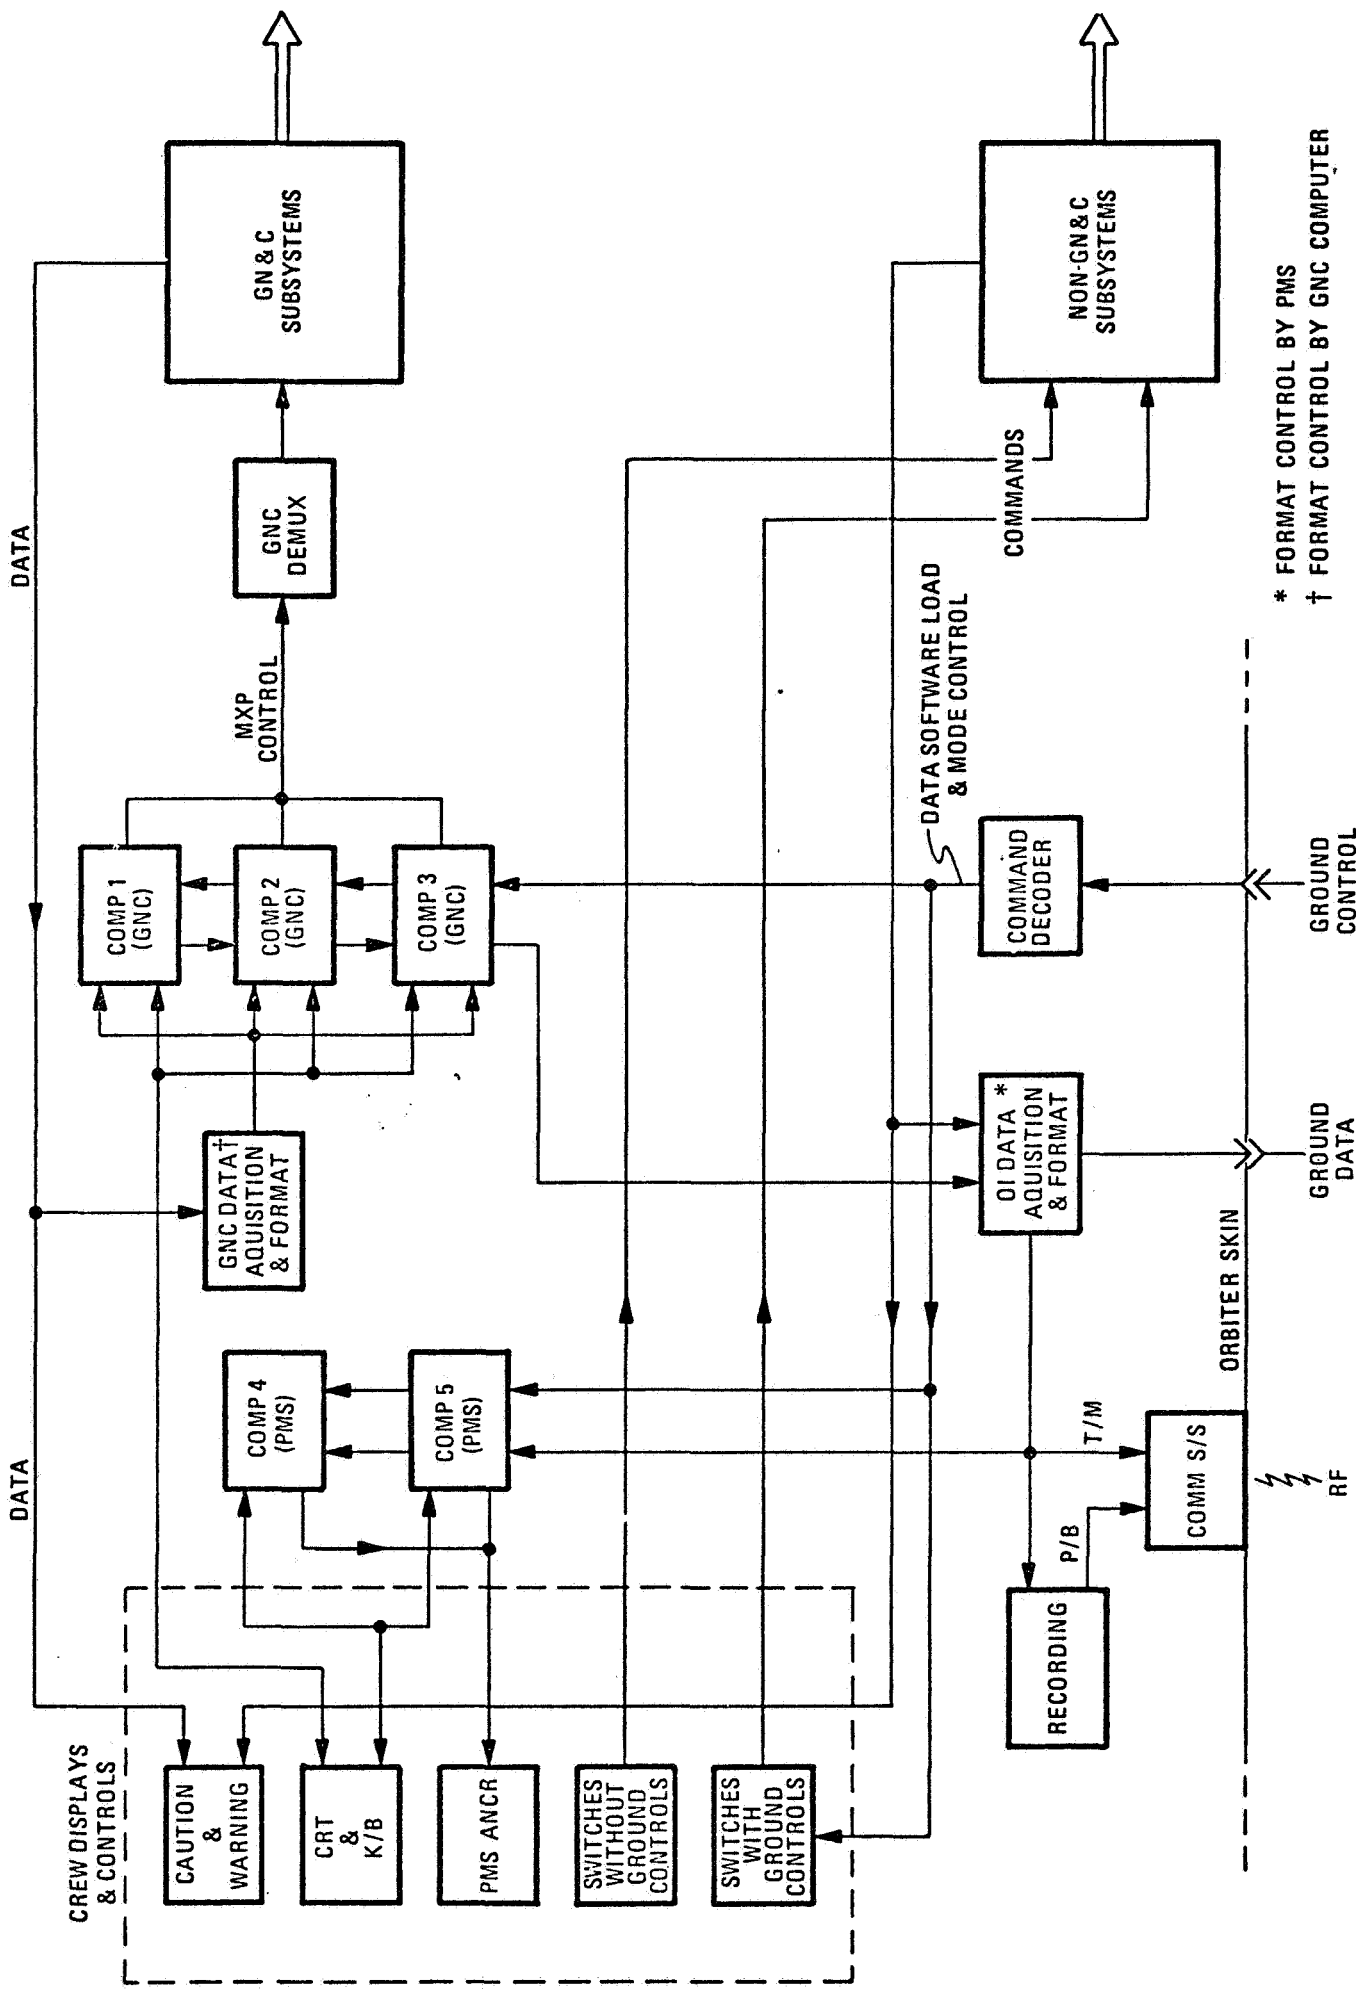 CREW DISPLAYS
& CONTROLS
CAUTION
&
WARNING
CRT
&
K/B
PMS ANCR
SWITCHES
WITHOUT
GROUND
CONTROLS
SWITCHES
WITH
GROUND
CONTROLS
DATA
COMP 4
(PMS)
COMP 5
(PMS)
GNC DATA†
AQUISITION
& FORMAT
COMP 1
(GNC)
COMP 2
(GNC)
COMP 3
(GNC)
MXP
CONTROL
DATA
GNC
DEMUX
GN&C
SUBSYSTEMS
RECORDING
P/B
T/M
COMM S/S
RF
ORBITER SKIN
OI DATA *
AQUISITION
& FORMAT
GROUND
DATA
COMMAND
DECODER
GROUND
CONTROL
DATA SOFTWARE LOAD
& MODE CONTROL
COMMANDS
NON-GN&C
SUBSYSTEMS
* FORMAT CONTROL BY PMS
† FORMAT CONTROL BY GNC COMPUTER